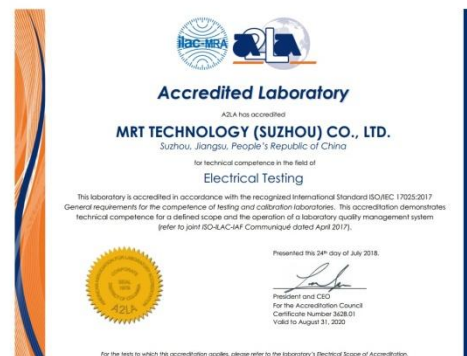 ilac-MRA
A2LA
Accredited Laboratory
A2LA has accredited
MRT TECHNOLOGY (SUZHOU) CO., LTD.
Suzhou, Jiangsu, People's Republic of China
for technical competence in the field of
Electrical Testing
This laboratory is accredited in accordance with the recognized International Standard ISO/IEC 17025:2017
General requirements for the competence of testing and calibration laboratories. This accreditation demonstrates
technical competence for a defined scope and the operation of a laboratory quality management system
(refer to joint ISO-ILAC-IAF Communiqué dated April 2017).
Presented this 24th day of July 2018.
CORPORATE
SEAL
1978
A2LA
President and CEO
For the Accreditation Council
Certificate Number 3628.01
Valid to August 31, 2020
For the tests to which this accreditation applies, please refer to the laboratory's Electrical Scope of Accreditation.